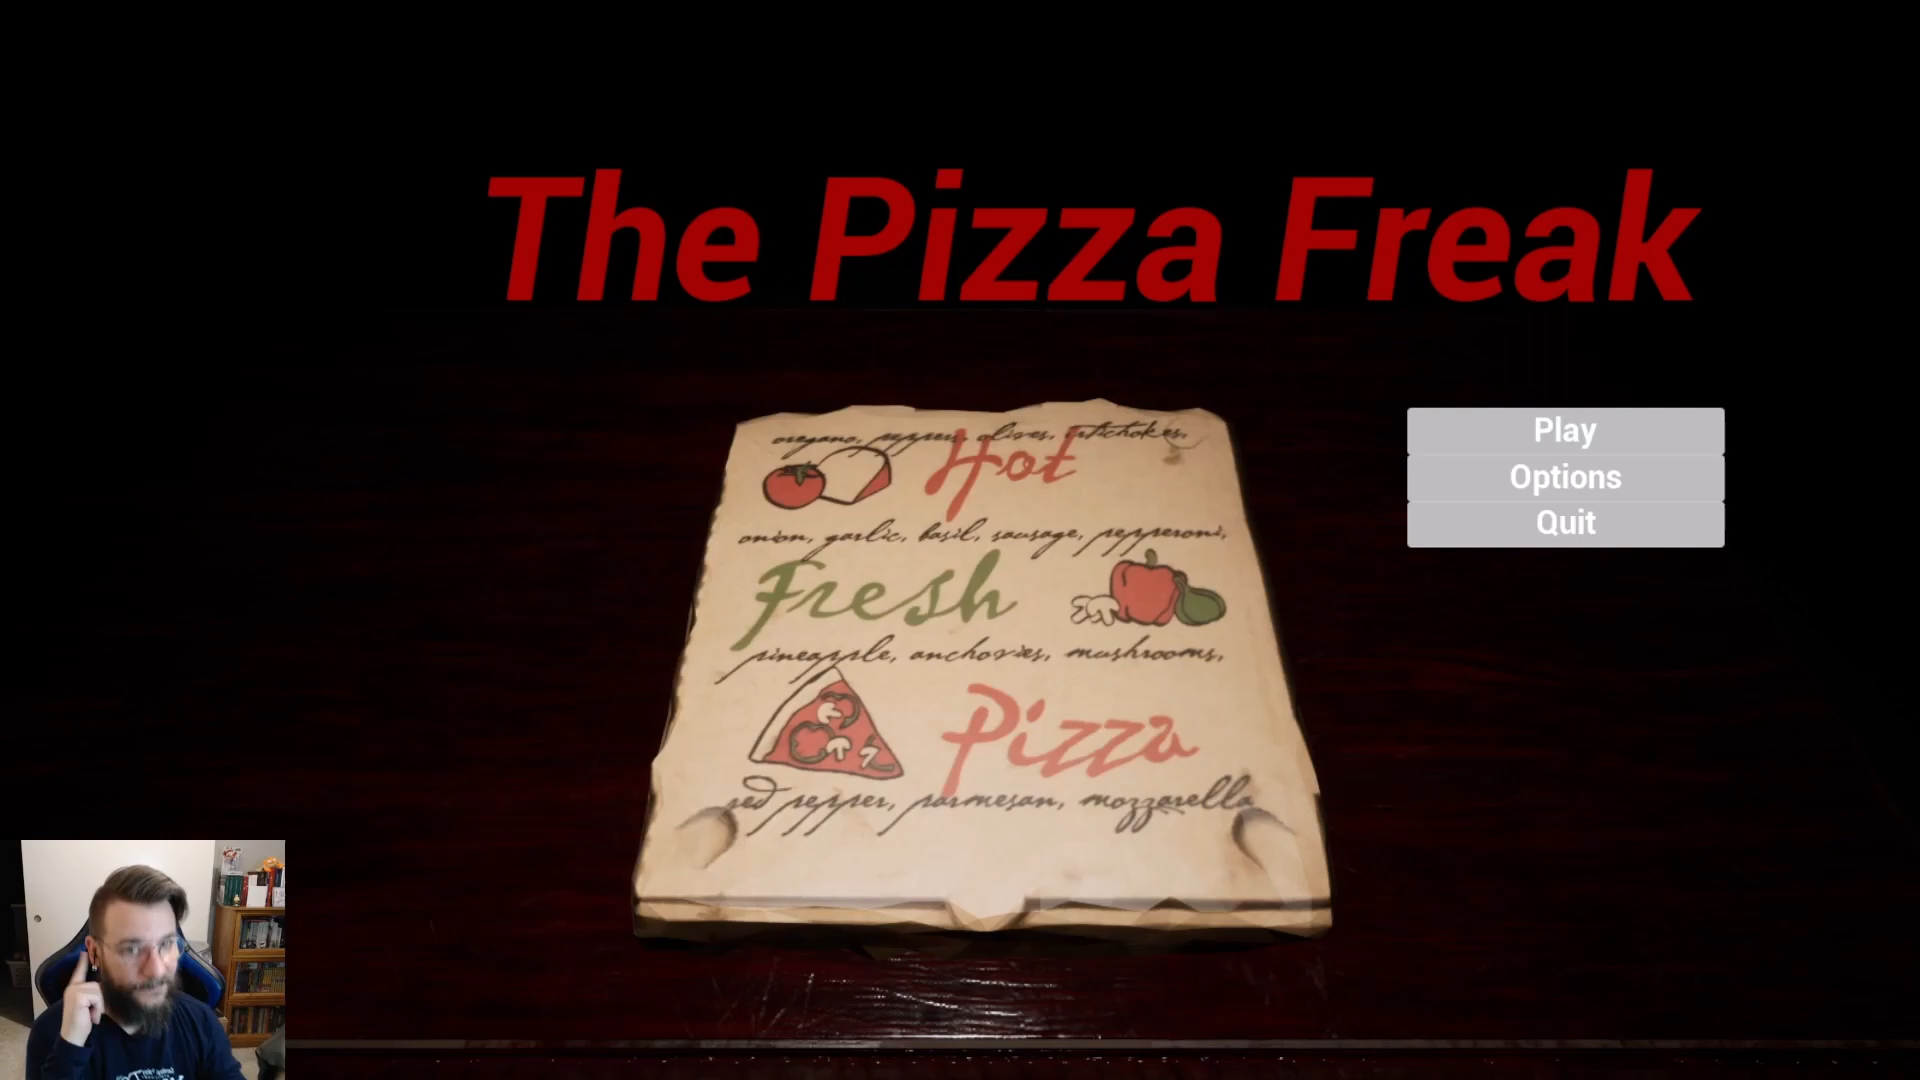 The Pizza Freak
oregano, pepper, olives, artichokes,
Hot
onion, garlic, basil, sausage, pepperoni,
Fresh
pineapple, anchovies, mushrooms,
Pizza
red pepper, parmesan, mozzarella
Play
Options
Quit